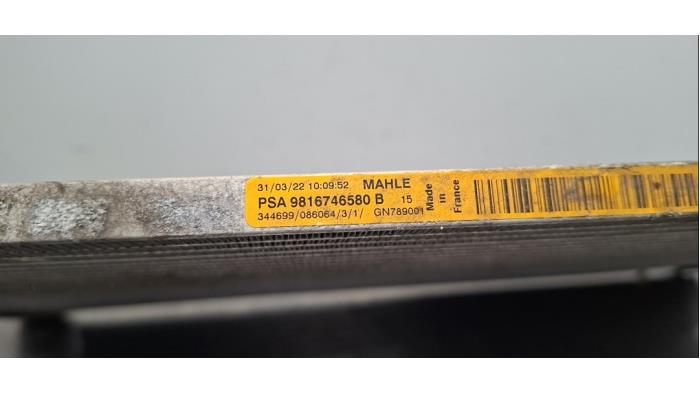 31/03/22 10:09:52 MAHLE
PSA 9816746580 B 15
344699/086064/3/1/ GN789001
Made
in
France